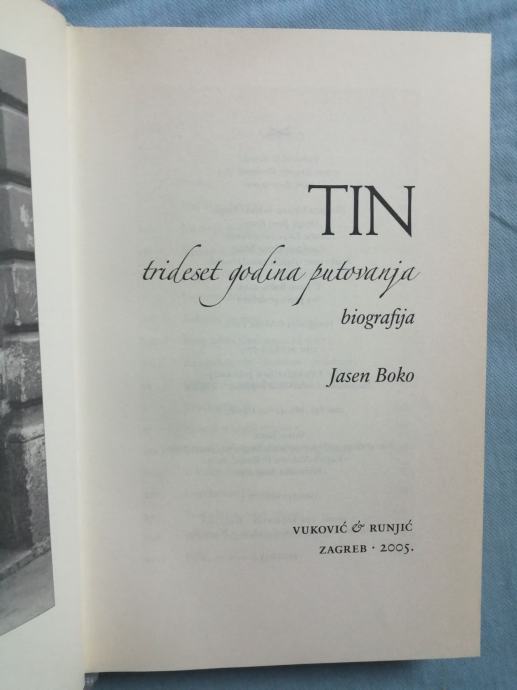 TIN
trideset godina putovanja
biografija
Jasen Boko
VUKOVIĆ & RUNJIĆ
ZAGREB · 2005.